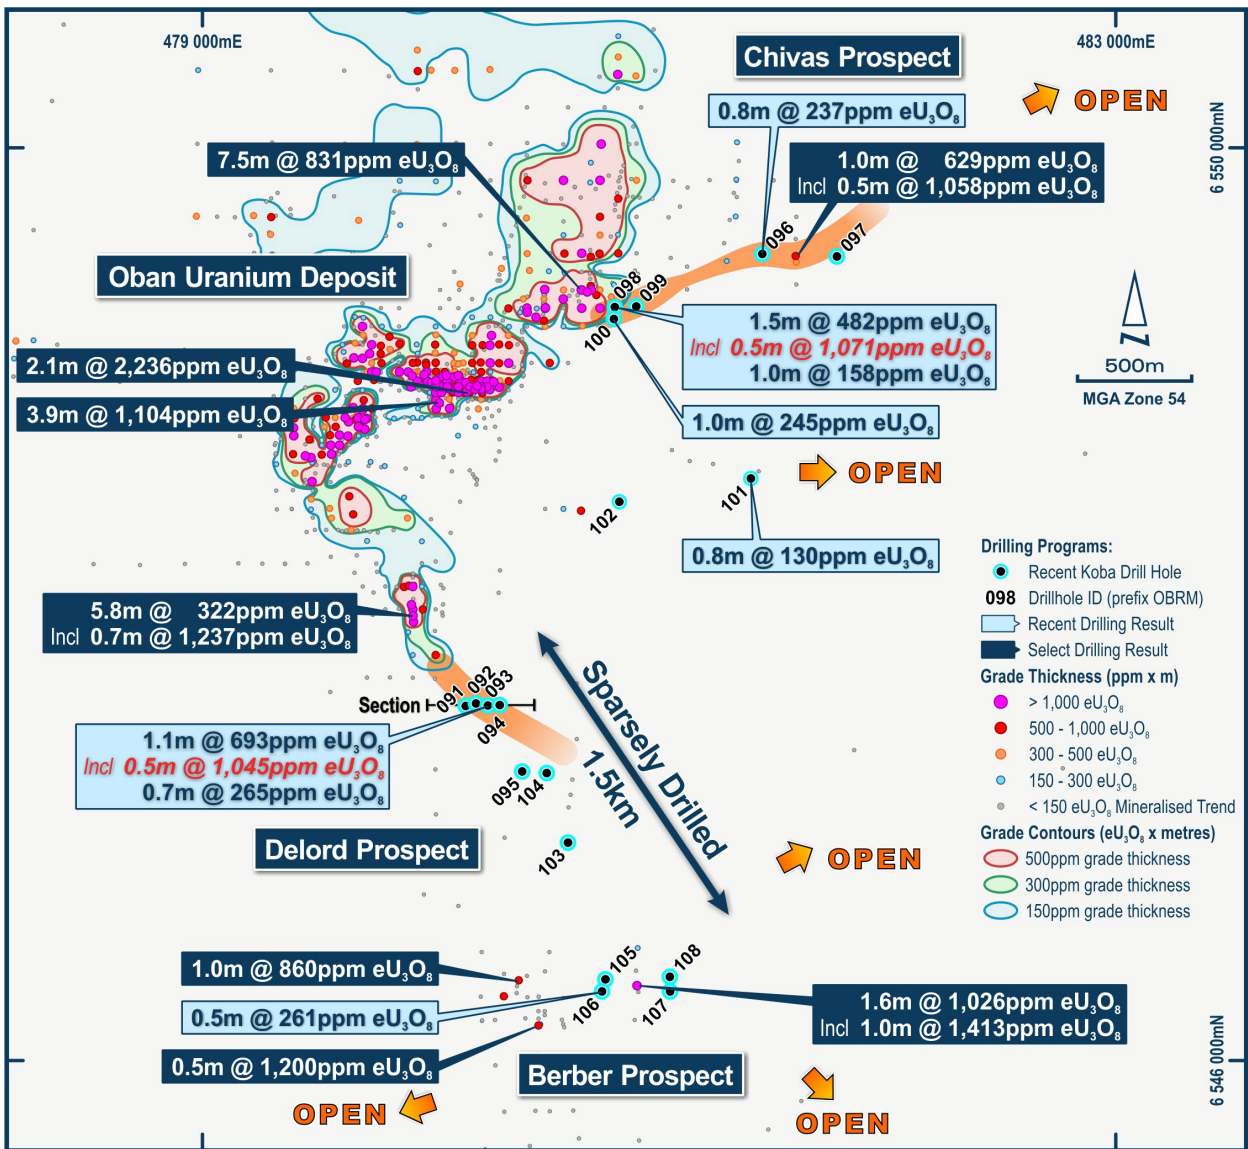 479 000mE
483 000mE
Chivas Prospect
OPEN
0.8m @ 237ppm eU₃O₈
6 550 000mN
7.5m @ 831ppm eU₃O₈
1.0m @ 629ppm eU₃O₈
Incl 0.5m @ 1,058ppm eU₃O₈
096
097
Oban Uranium Deposit
098
099
100
1.5m @ 482ppm eU₃O₈
Incl 0.5m @ 1,071ppm eU₃O₈
1.0m @ 158ppm eU₃O₈
N
500m
MGA Zone 54
2.1m @ 2,236ppm eU₃O₈
3.9m @ 1,104ppm eU₃O₈
1.0m @ 245ppm eU₃O₈
OPEN
101
102
0.8m @ 130ppm eU₃O₈
5.8m @ 322ppm eU₃O₈
Incl 0.7m @ 1,237ppm eU₃O₈
Drilling Programs:
Recent Koba Drill Hole
098 Drillhole ID (prefix OBRM)
Recent Drilling Result
Select Drilling Result
Grade Thickness (ppm x m)
> 1,000 eU₃O₈
500 - 1,000 eU₃O₈
300 - 500 eU₃O₈
150 - 300 eU₃O₈
< 150 eU₃O₈ Mineralised Trend
Grade Contours (eU₃O₈ x metres)
500ppm grade thickness
300ppm grade thickness
150ppm grade thickness
Section
091
092
093
094
Sparsely Drilled
1.5km
1.1m @ 693ppm eU₃O₈
Incl 0.5m @ 1,045ppm eU₃O₈
0.7m @ 265ppm eU₃O₈
095
104
Delord Prospect
103
OPEN
1.0m @ 860ppm eU₃O₈
105
108
0.5m @ 261ppm eU₃O₈
106
107
1.6m @ 1,026ppm eU₃O₈
Incl 1.0m @ 1,413ppm eU₃O₈
0.5m @ 1,200ppm eU₃O₈
Berber Prospect
OPEN
OPEN
6 546 000mN